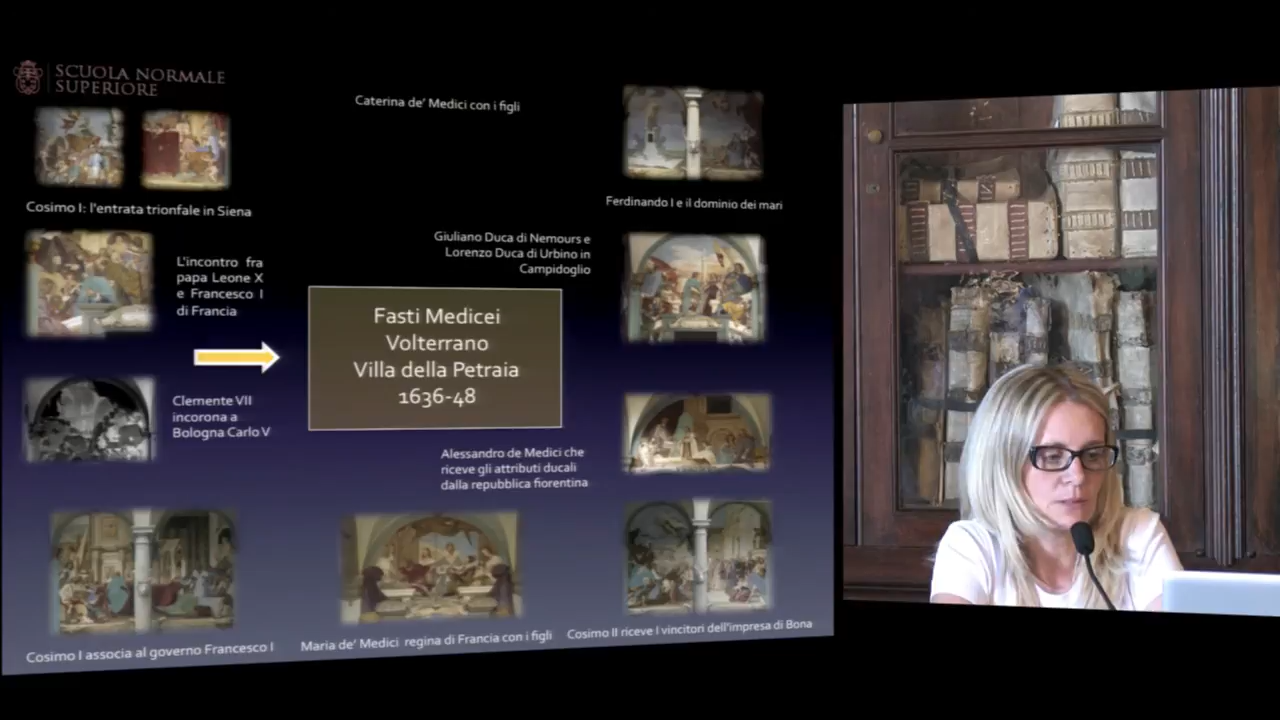 SCUOLA NORMALE
SUPERIORE
Caterina de' Medici con i figli
Cosimo I: l'entrata trionfale in Siena
Ferdinando I e il dominio dei mari
Giuliano Duca di Nemours e
Lorenzo Duca di Urbino in
Campidoglio
L'incontro fra
papa Leone X
e Francesco I
di Francia
Fasti Medicei
Volterrano
Villa della Petraia
1636-48
Clemente VII
incorona a
Bologna Carlo V
Alessandro de Medici che
riceve gli attributi ducali
dalla repubblica fiorentina
Cosimo I associa al governo Francesco I
Maria de' Medici regina di Francia con i figli
Cosimo II riceve I vincitori dell'impresa di Bona